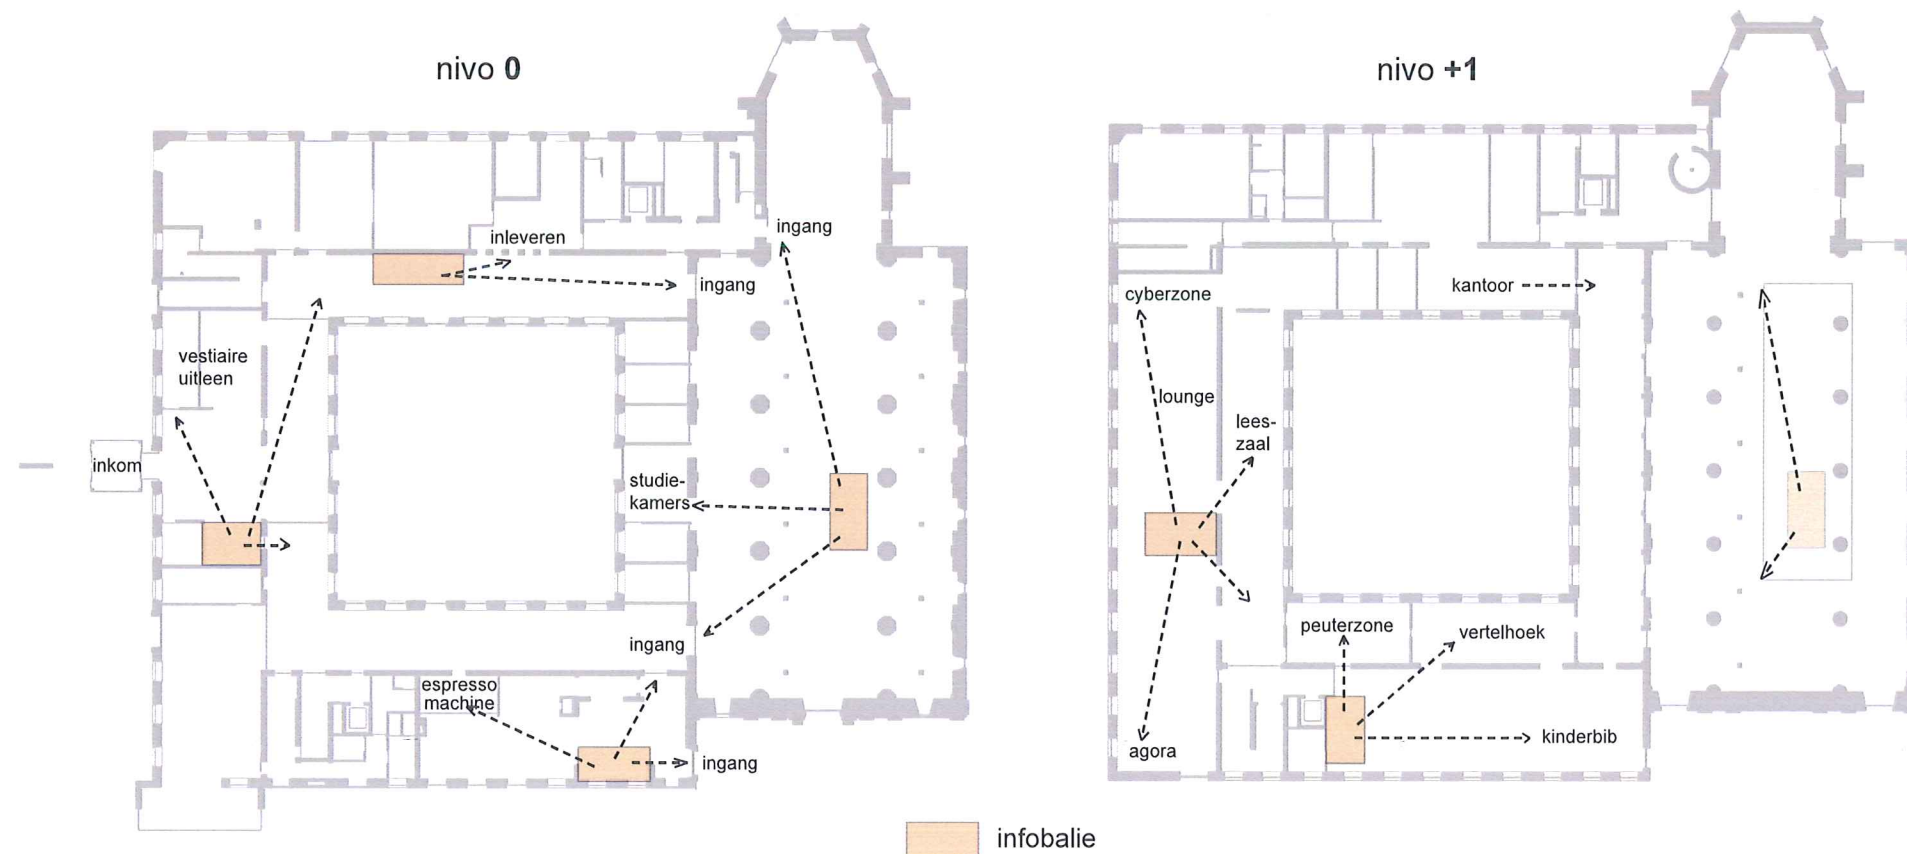 nivo 0
ingang
inleveren
ingang
vestiaire
uitleen
inkom
studie-
kamers
ingang
espresso
machine
ingang
nivo +1
kantoor
cyberzone
lounge
lees-
zaal
peuterzone
vertelhoek
kinderbib
agora
infobalie